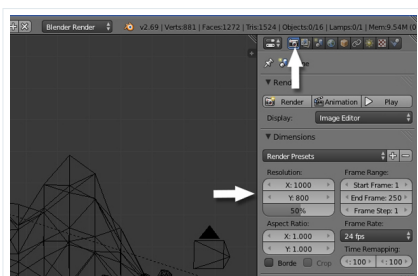 Blender Render v2.69 | Verts:881 | Faces:1272 | Tris:1524 | Objects:0/16 | Lamps:0/1 | Mem:9.54M (0
▼ Rend
Render Animation Play
Display: Image Editor
▼ Dimensions
Render Presets
Resolution: Frame Range:
X: 1000 Start Frame: 1
Y: 800 End Frame: 250
50% Frame Step: 1
Aspect Ratio: Frame Rate:
X: 1.000 24 fps
Y: 1.000 Time Remapping:
Borde Crop :100 :100